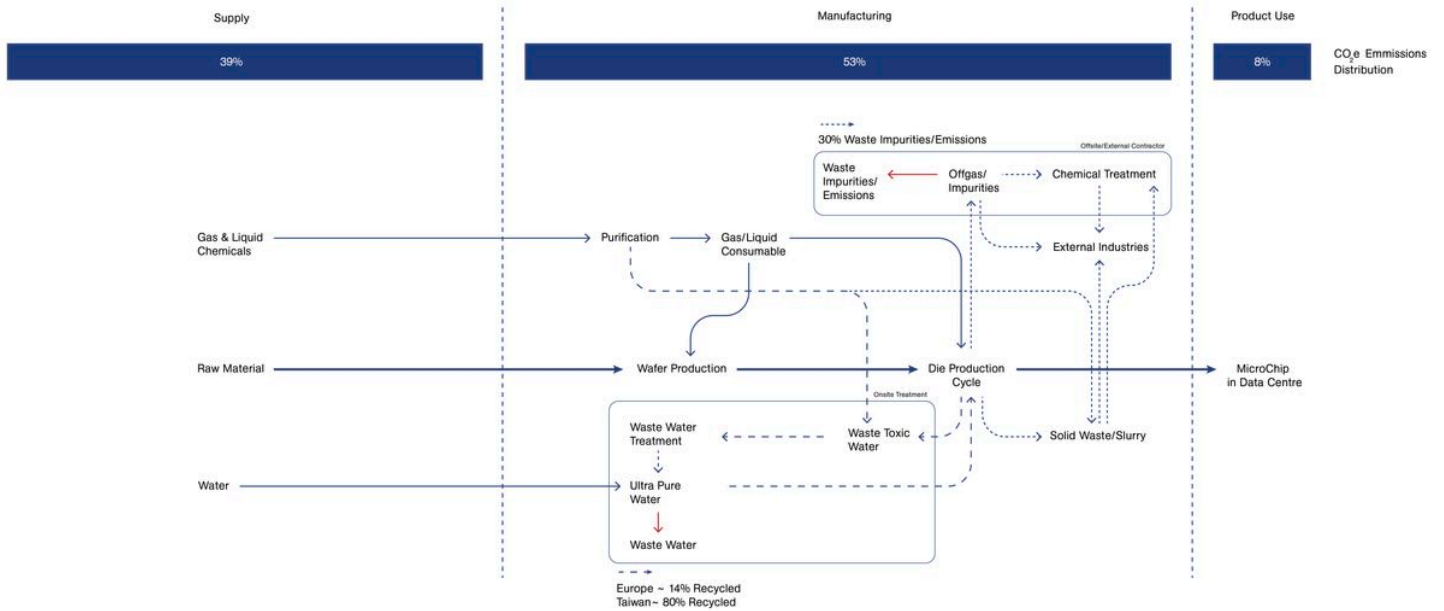 Supply
Manufacturing
Product Use
39%
53%
8%
CO2e Emmissions
Distribution
30% Waste Impurities/Emissions
Offsite/External Contractor
Waste
Impurities/
Emissions
Offgas/
Impurities
Chemical Treatment
Gas & Liquid
Chemicals
Purification
Gas/Liquid
Consumable
External Industries
Raw Material
Wafer Production
Die Production
Cycle
MicroChip
in Data Centre
Onsite Treatment
Waste Water
Treatment
Waste Toxic
Water
Solid Waste/Slurry
Water
Ultra Pure
Water
Waste Water
Europe ~ 14% Recycled
Taiwan~ 80% Recycled